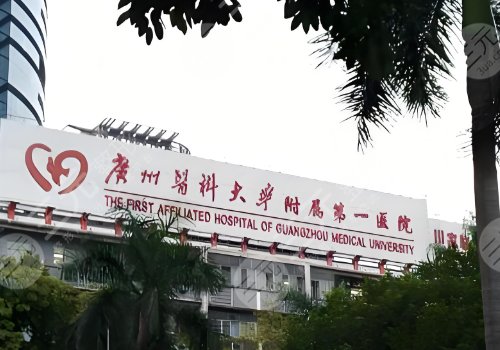 广州医科大学附属第一医院
THE FIRST AFFILIATED HOSPITAL OF GUANGZHOU MEDICAL UNIVERSITY